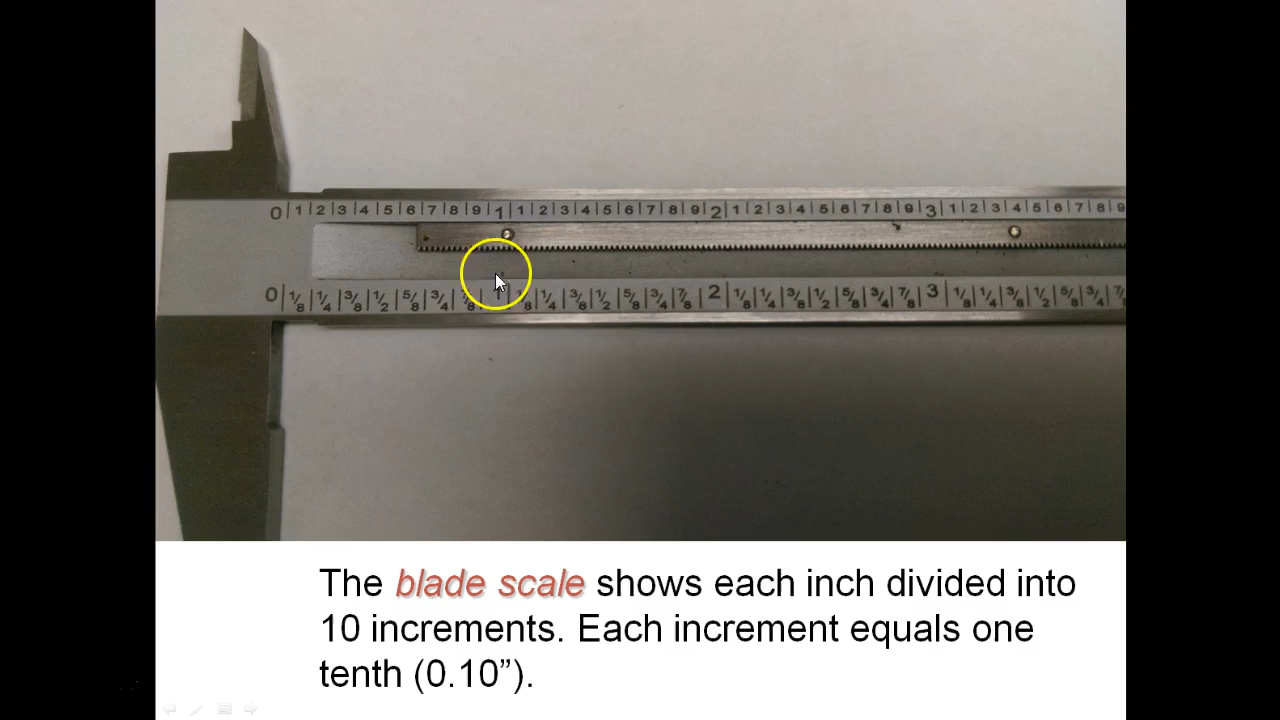 0 1 2 3 4 5 6 7 8 9 1 1 2 3 4 5 6 7 8 9 2 1 2 3 4 5 6 7 8 9 3 1 2 3 4 5 6 7 8 9
0 1/8 1/4 3/8 1/2 5/8 3/4 7/8 1 1/8 1/4 3/8 1/2 5/8 3/4 7/8 2 1/8 1/4 3/8 1/2 5/8 3/4 7/8 3 1/8 1/4 3/8 1/2 5/8 3/4 7/8
The blade scale shows each inch divided into
10 increments. Each increment equals one
tenth (0.10”).